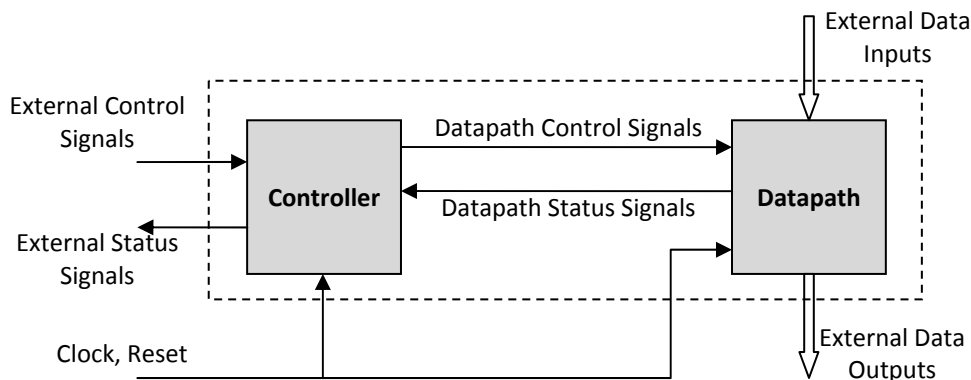 External Data
Inputs
External Control
Signals
Datapath Control Signals
Controller
Datapath
Datapath Status Signals
External Status
Signals
Clock, Reset
External Data
Outputs